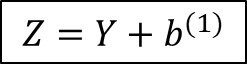 Z = Y + b⁽¹⁾